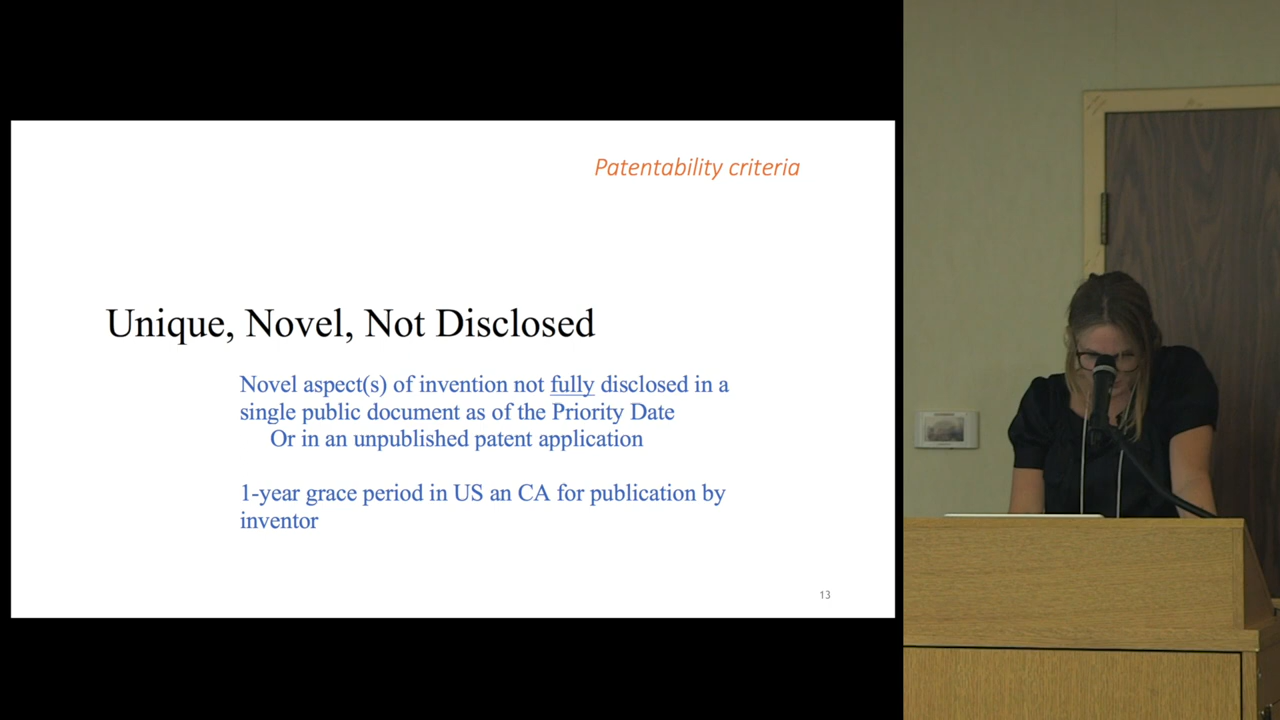 Patentability criteria
Unique, Novel, Not Disclosed
Novel aspect(s) of invention not fully disclosed in a
single public document as of the Priority Date
Or in an unpublished patent application
1-year grace period in US an CA for publication by
inventor
13